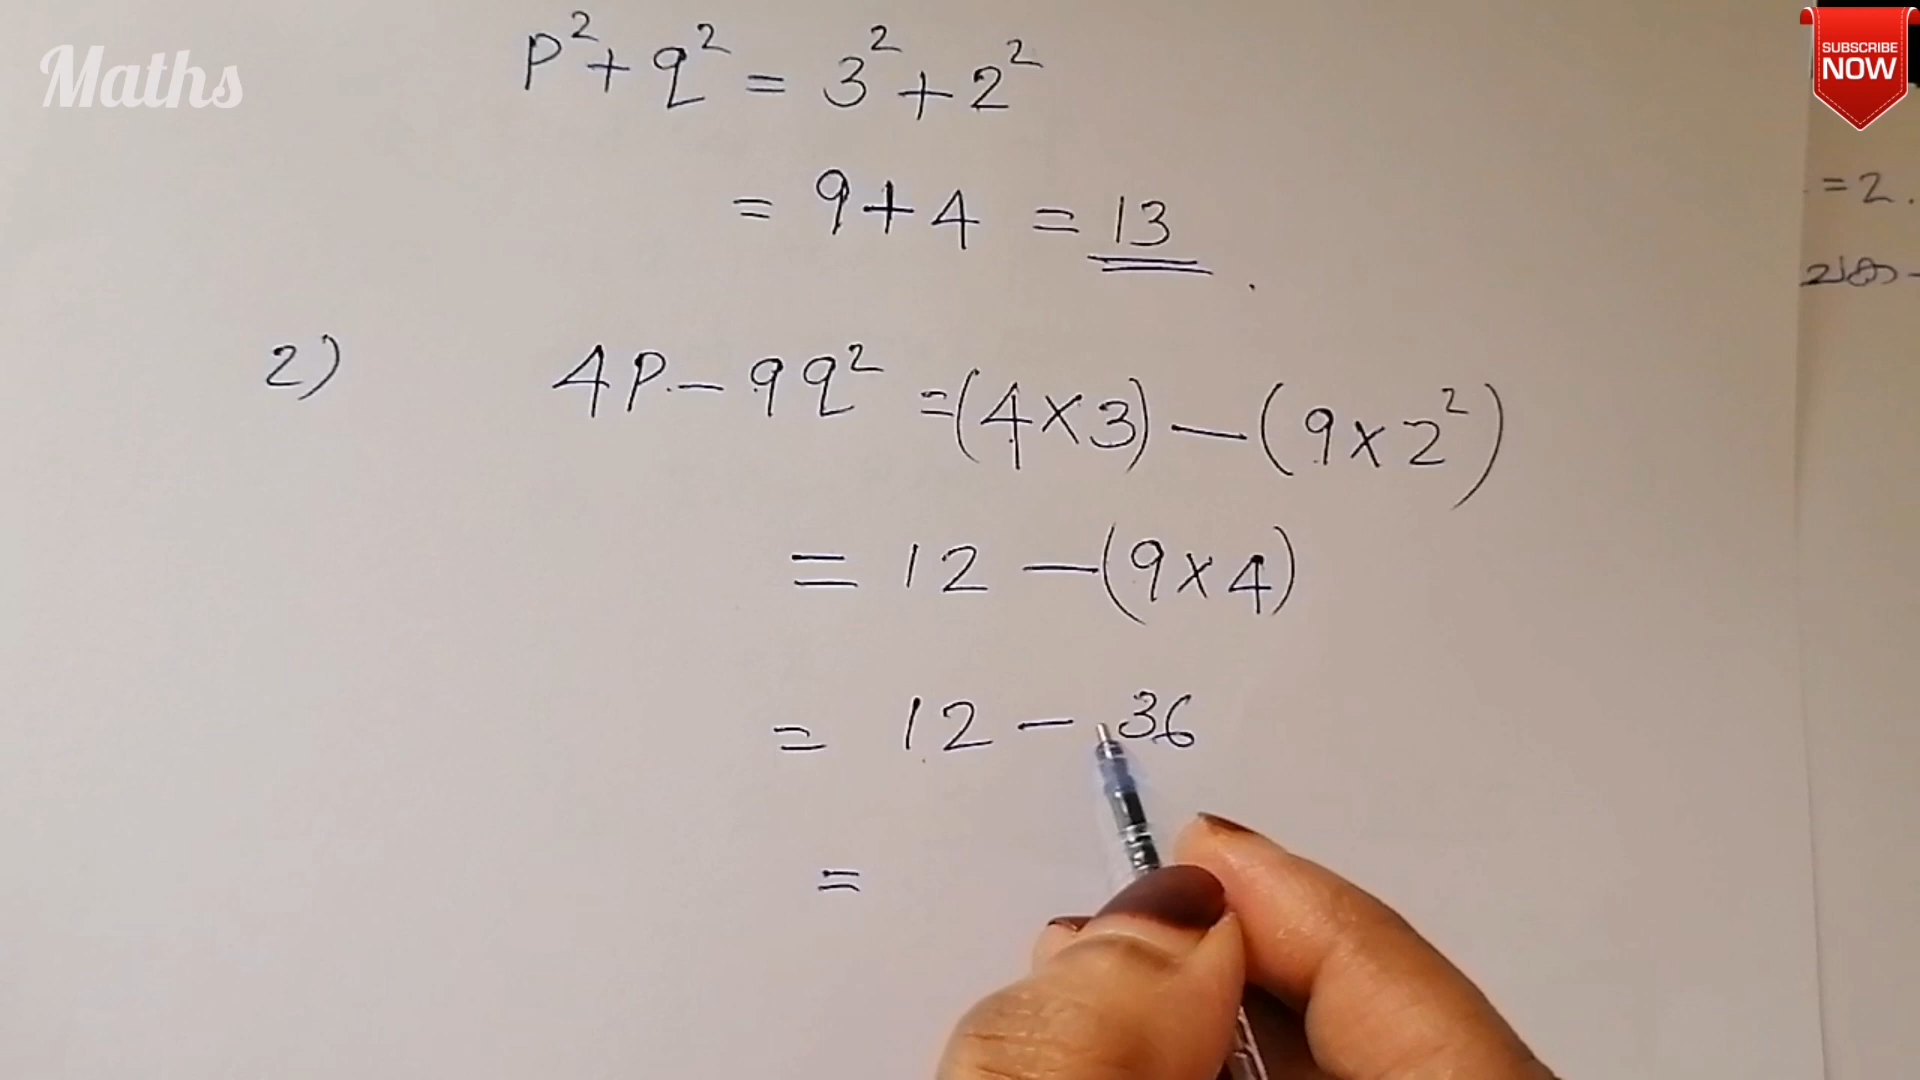 Maths
SUBSCRIBE
NOW
p² + q² = 3² + 2²
= 9 + 4 = 13
= 2.
2) 4p - 9q² = (4 × 3) - (9 × 2²)
= 12 - (9 × 4)
= 12 - 36
=